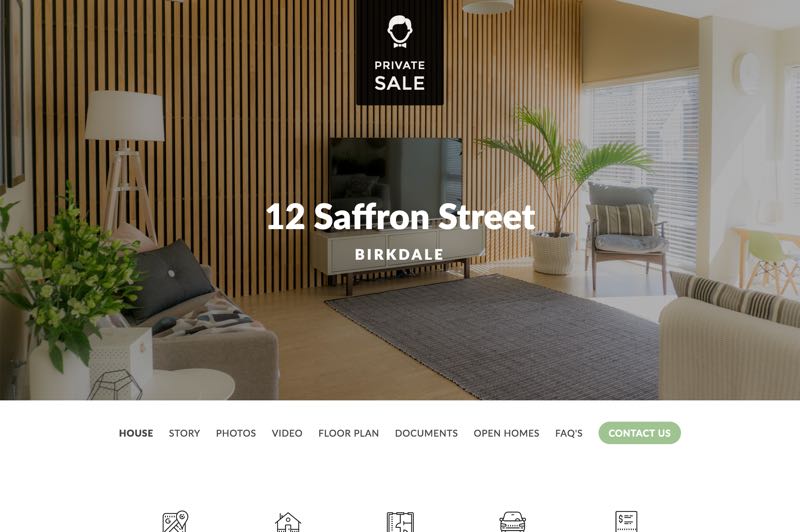 PRIVATE
SALE
12 Saffron Street
BIRKDALE
HOUSE STORY PHOTOS VIDEO FLOOR PLAN DOCUMENTS OPEN HOMES FAQ'S CONTACT US